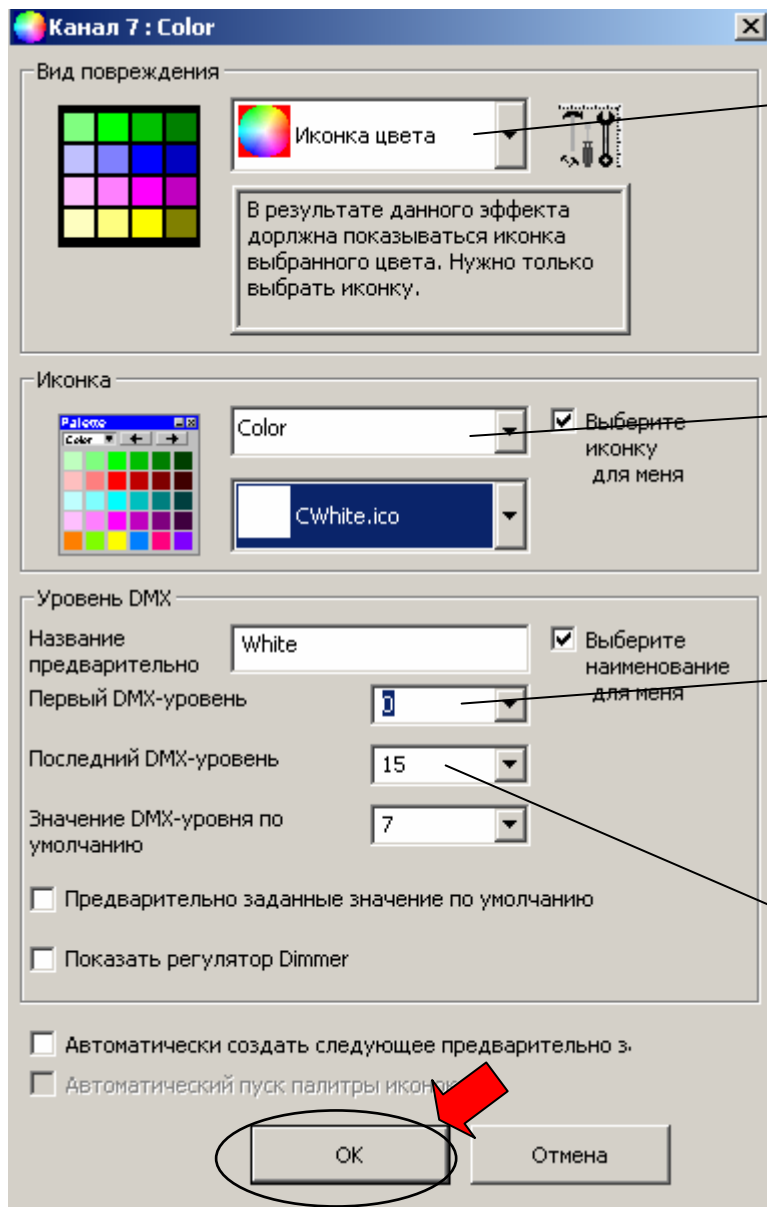 Канал 7 : Color
Вид повреждения
Иконка цвета
В результате данного эффекта
дорлжна показываться иконка
выбранного цвета. Нужно только
выбрать иконку.
Иконка
Palette
Color
Color
Выберите
иконку
для меня
CWhite.ico
Уровень DMX
Название
предварительно
White
Выберите
наименование
для меня
Первый DMX-уровень
0
Последний DMX-уровень
15
Значение DMX-уровня по
умолчанию
7
Предварительно заданные значение по умолчанию
Показать регулятор Dimmer
Автоматически создать следующее предварительно з.
Автоматический пуск палитры иконок
OK
Отмена